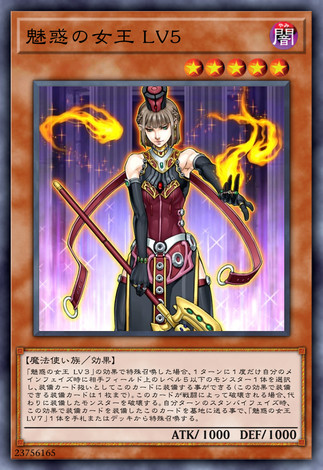 魅惑の女王 LV5
やみ
闇
【魔法使い族／効果】
「魅惑の女王 LV3」の効果で特殊召喚した場合、１ターンに１度だけ自分のメ
インフェイズ時に相手フィールド上のレベル５以下のモンスター１体を選択
し、装備カード扱いとしてこのカードに装備する事ができる（この効果で装備
できる装備カードは１枚まで）。このカードが戦闘によって破壊される場合、代
わりに装備したモンスターを破壊する。自分ターンのスタンバイフェイズ時、
この効果で装備カードを装備したこのカードを墓地に送る事で、「魅惑の女王
LV7」１体を手札またはデッキから特殊召喚する。
ATK/ 1000 DEF/ 1000
23756165